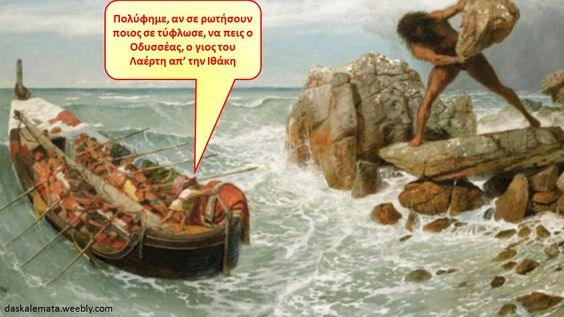 Πολύφημε, αν σε ρωτήσουν
ποιος σε τύφλωσε, να πεις ο
Οδυσσέας, ο γιος του
Λαέρτη απ’ την Ιθάκη
daskalemata.weebly.com